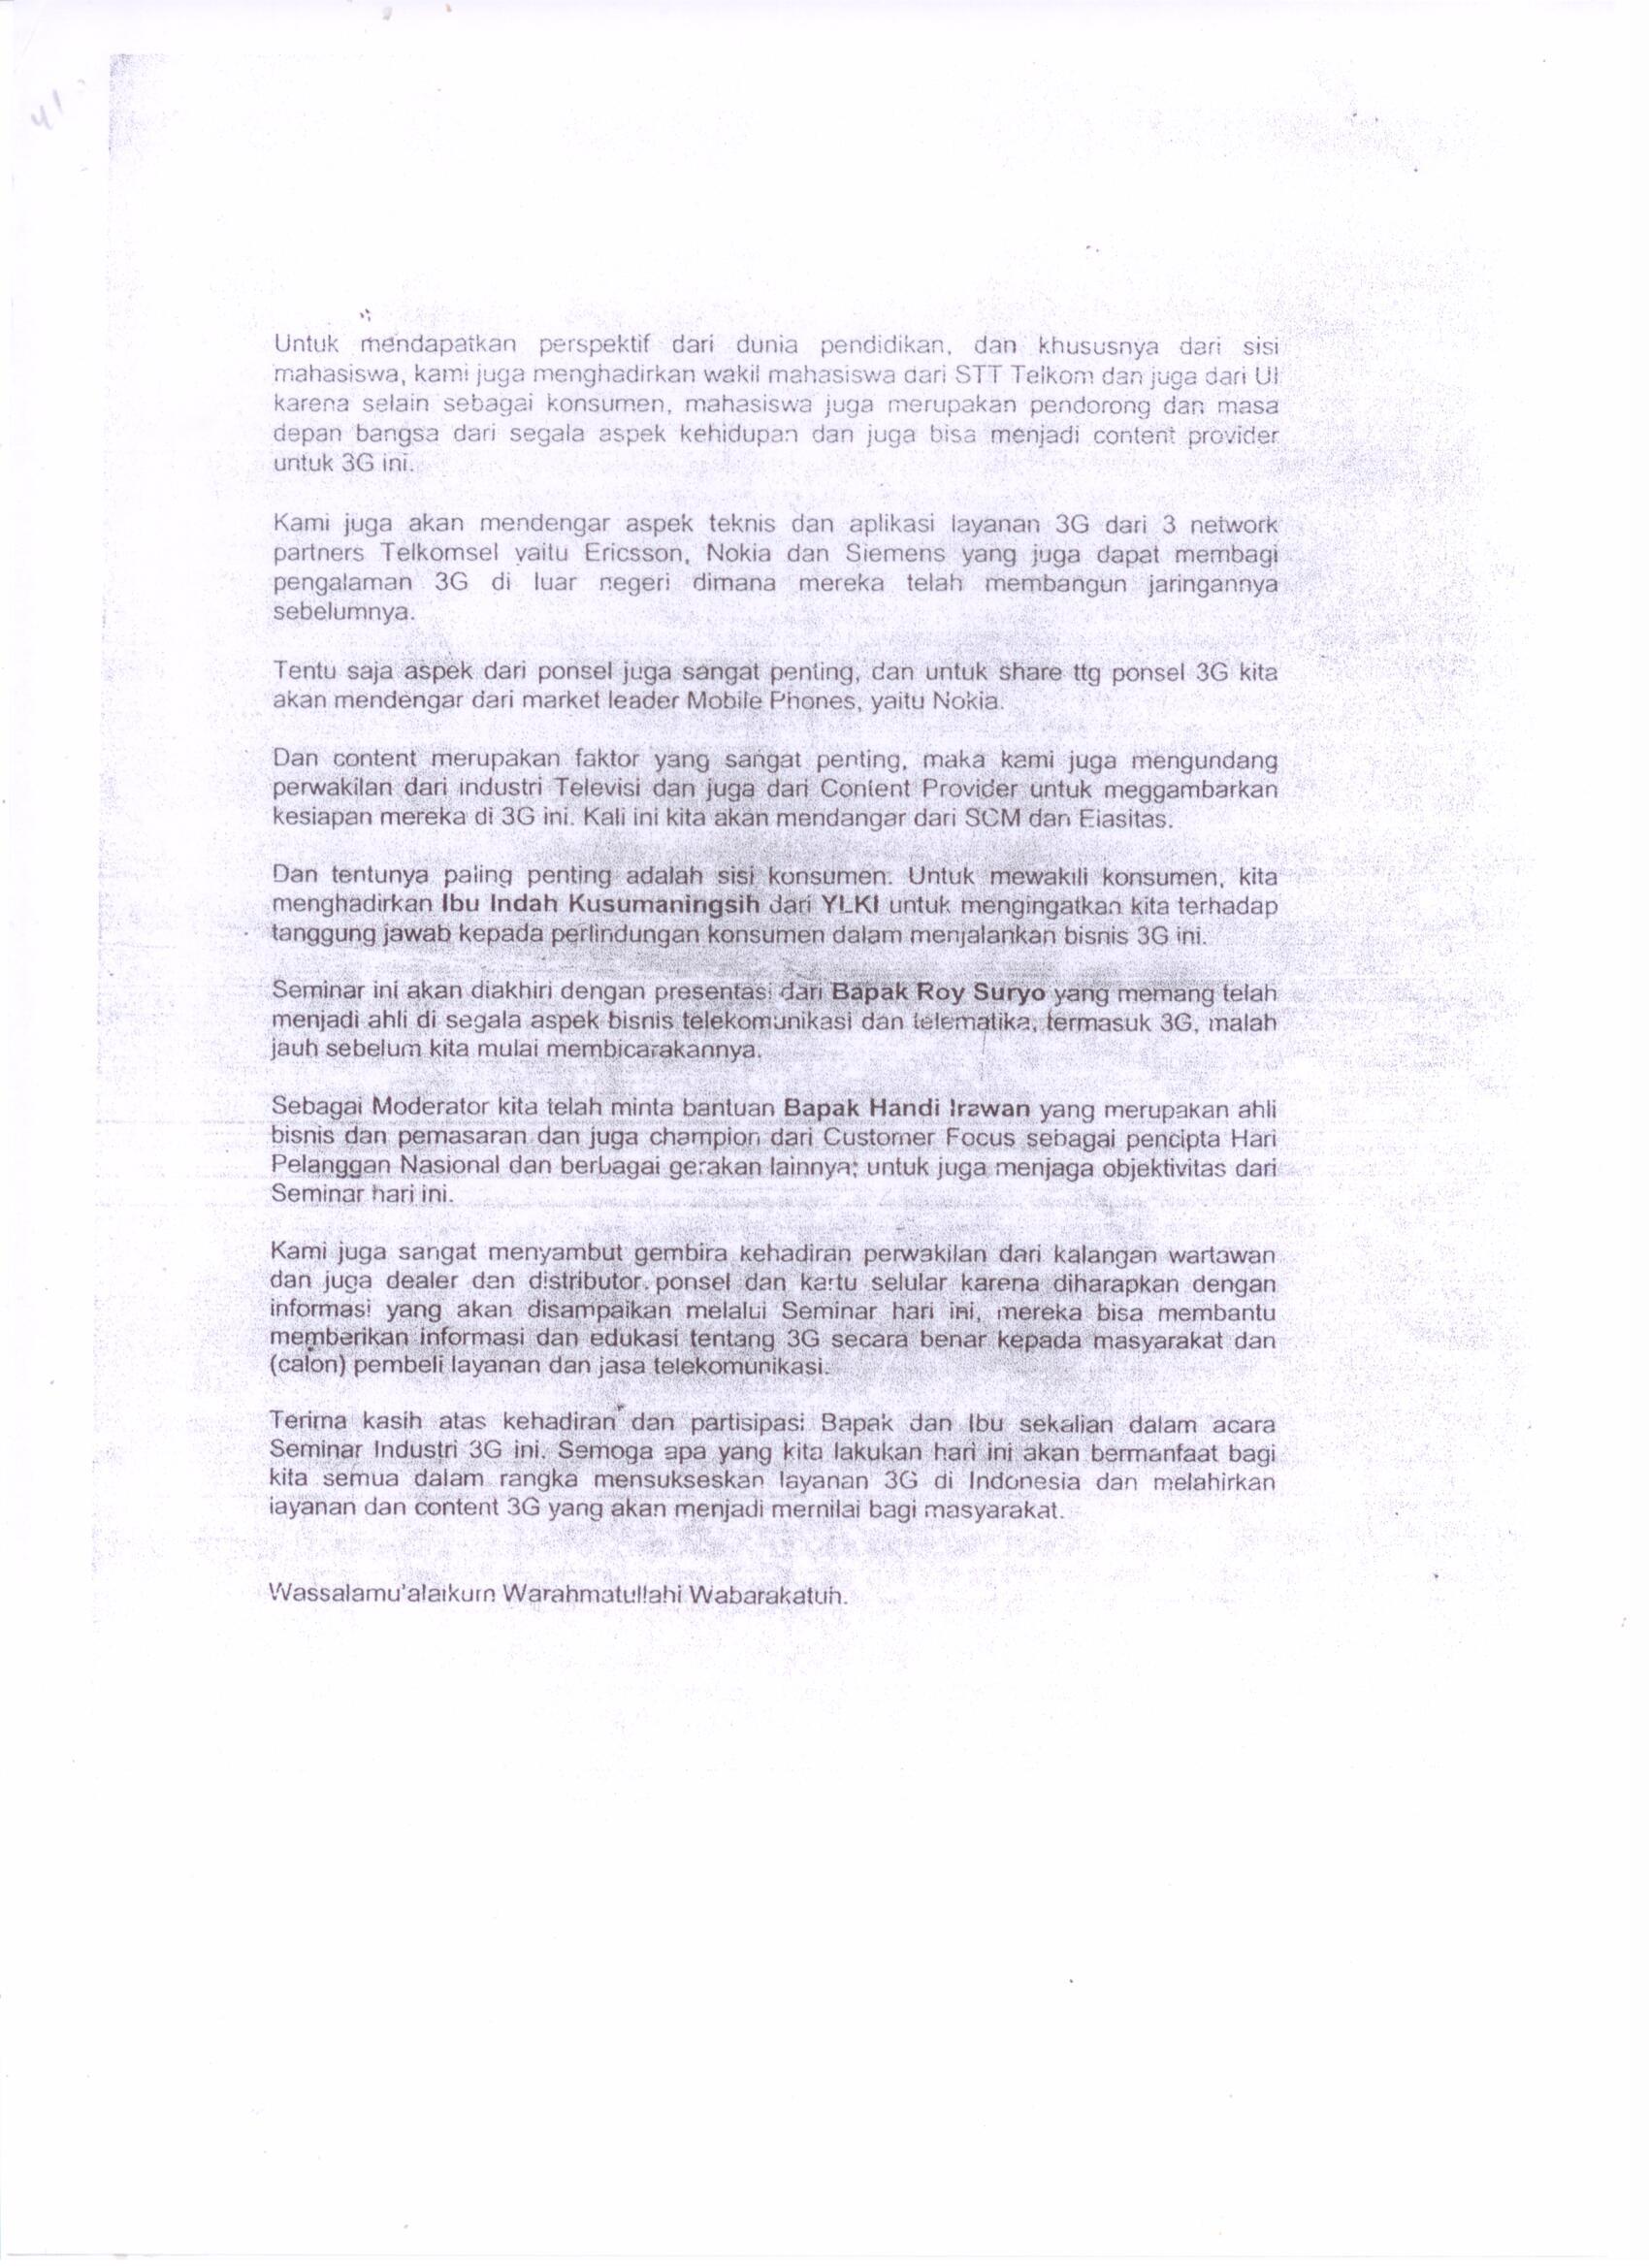 41
Untuk mendapatkan perspektif dari dunia pendidikan, dan khususnya dari sisi
mahasiswa, kami juga menghadirkan wakil mahasiswa dari STT Telkom dan juga dari UI
karena selain sebagai konsumen, mahasiswa juga merupakan pendorong dan masa
depan bangsa dari segala aspek kehidupan dan juga bisa menjadi content provider
untuk 3G ini.
Kami juga akan mendengar aspek teknis dan aplikasi layanan 3G dari 3 network
partners Telkomsel yaitu Ericsson, Nokia dan Siemens yang juga dapat membagi
pengalaman 3G di luar negeri dimana mereka telah membangun jaringannya
sebelumnya.
Tentu saja aspek dari ponsel juga sangat penting, dan untuk share ttg ponsel 3G kita
akan mendengar dari market leader Mobile Phones, yaitu Nokia.
Dan content merupakan faktor yang sangat penting, maka kami juga mengundang
perwakilan dari industri Televisi dan juga dari Content Provider untuk meggambarkan
kesiapan mereka di 3G ini. Kali ini kita akan mendangar dari SCM dan Elasitas.
Dan tentunya paling penting adalah sisi konsumen. Untuk mewakili konsumen, kita
menghadirkan Ibu Indah Kusumaningsih dari YLKI untuk mengingatkan kita terhadap
tanggung jawab kepada perlindungan konsumen dalam menjalankan bisnis 3G ini.
Seminar ini akan diakhiri dengan presentasi dari Bapak Roy Suryo yang memang telah
menjadi ahli di segala aspek bisnis telekomunikasi dan telematika, termasuk 3G, malah
jauh sebelum kita mulai membicarakannya.
Sebagai Moderator kita telah minta bantuan Bapak Handi Irawan yang merupakan ahli
bisnis dan pemasaran dan juga champion dari Customer Focus sebagai pencipta Hari
Pelanggan Nasional dan berbagai gerakan lainnya; untuk juga menjaga objektivitas dari
Seminar hari ini.
Kami juga sangat menyambut gembira kehadiran perwakilan dari kalangan wartawan
dan juga dealer dan distributor ponsel dan kartu selular karena diharapkan dengan
informasi yang akan disampaikan melalui Seminar hari ini, mereka bisa membantu
memberikan informasi dan edukasi tentang 3G secara benar kepada masyarakat dan
(calon) pembeli layanan dan jasa telekomunikasi.
Terima kasih atas kehadiran dan partisipasi Bapak dan Ibu sekalian dalam acara
Seminar Industri 3G ini. Semoga apa yang kita lakukan hari ini akan bermanfaat bagi
kita semua dalam rangka mensukseskan layanan 3G di Indonesia dan melahirkan
layanan dan content 3G yang akan menjadi mernilai bagi masyarakat.
Wassalamu'alaikum Warahmatullahi Wabarakatuh.